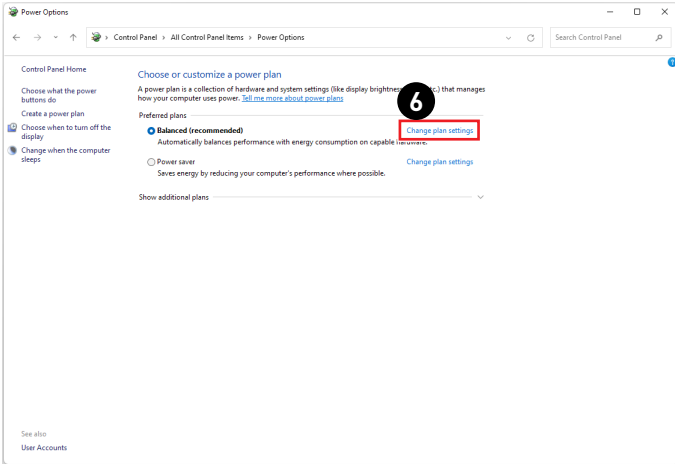 Power Options
Control Panel > All Control Panel Items > Power Options
Search Control Panel
Control Panel Home
Choose what the power
buttons do
Create a power plan
Choose when to turn off the
display
Change when the computer
sleeps
Choose or customize a power plan
A power plan is a collection of hardware and system settings (like display brightness, etc.) that manages
how your computer uses power. Tell me more about power plans
6
Preferred plans
Balanced (recommended)
Change plan settings
Automatically balances performance with energy consumption on capable hardware.
Power saver
Change plan settings
Saves energy by reducing your computer's performance where possible.
Show additional plans
See also
User Accounts